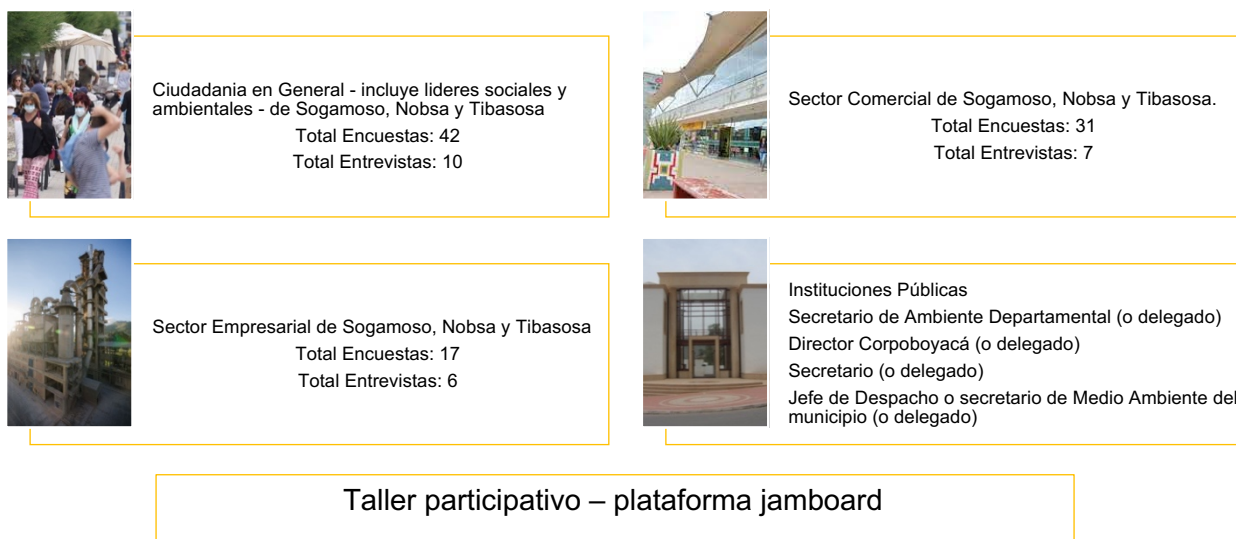 Ciudadania en General - incluye lideres sociales y
ambientales - de Sogamoso, Nobsa y Tibasosa
Total Encuestas: 42
Total Entrevistas: 10
Sector Comercial de Sogamoso, Nobsa y Tibasosa.
Total Encuestas: 31
Total Entrevistas: 7
Sector Empresarial de Sogamoso, Nobsa y Tibasosa
Total Encuestas: 17
Total Entrevistas: 6
Instituciones Públicas
Secretario de Ambiente Departamental (o delegado)
Director Corpoboyacá (o delegado)
Secretario (o delegado)
Jefe de Despacho o secretario de Medio Ambiente del
municipio (o delegado)
Taller participativo – plataforma jamboard